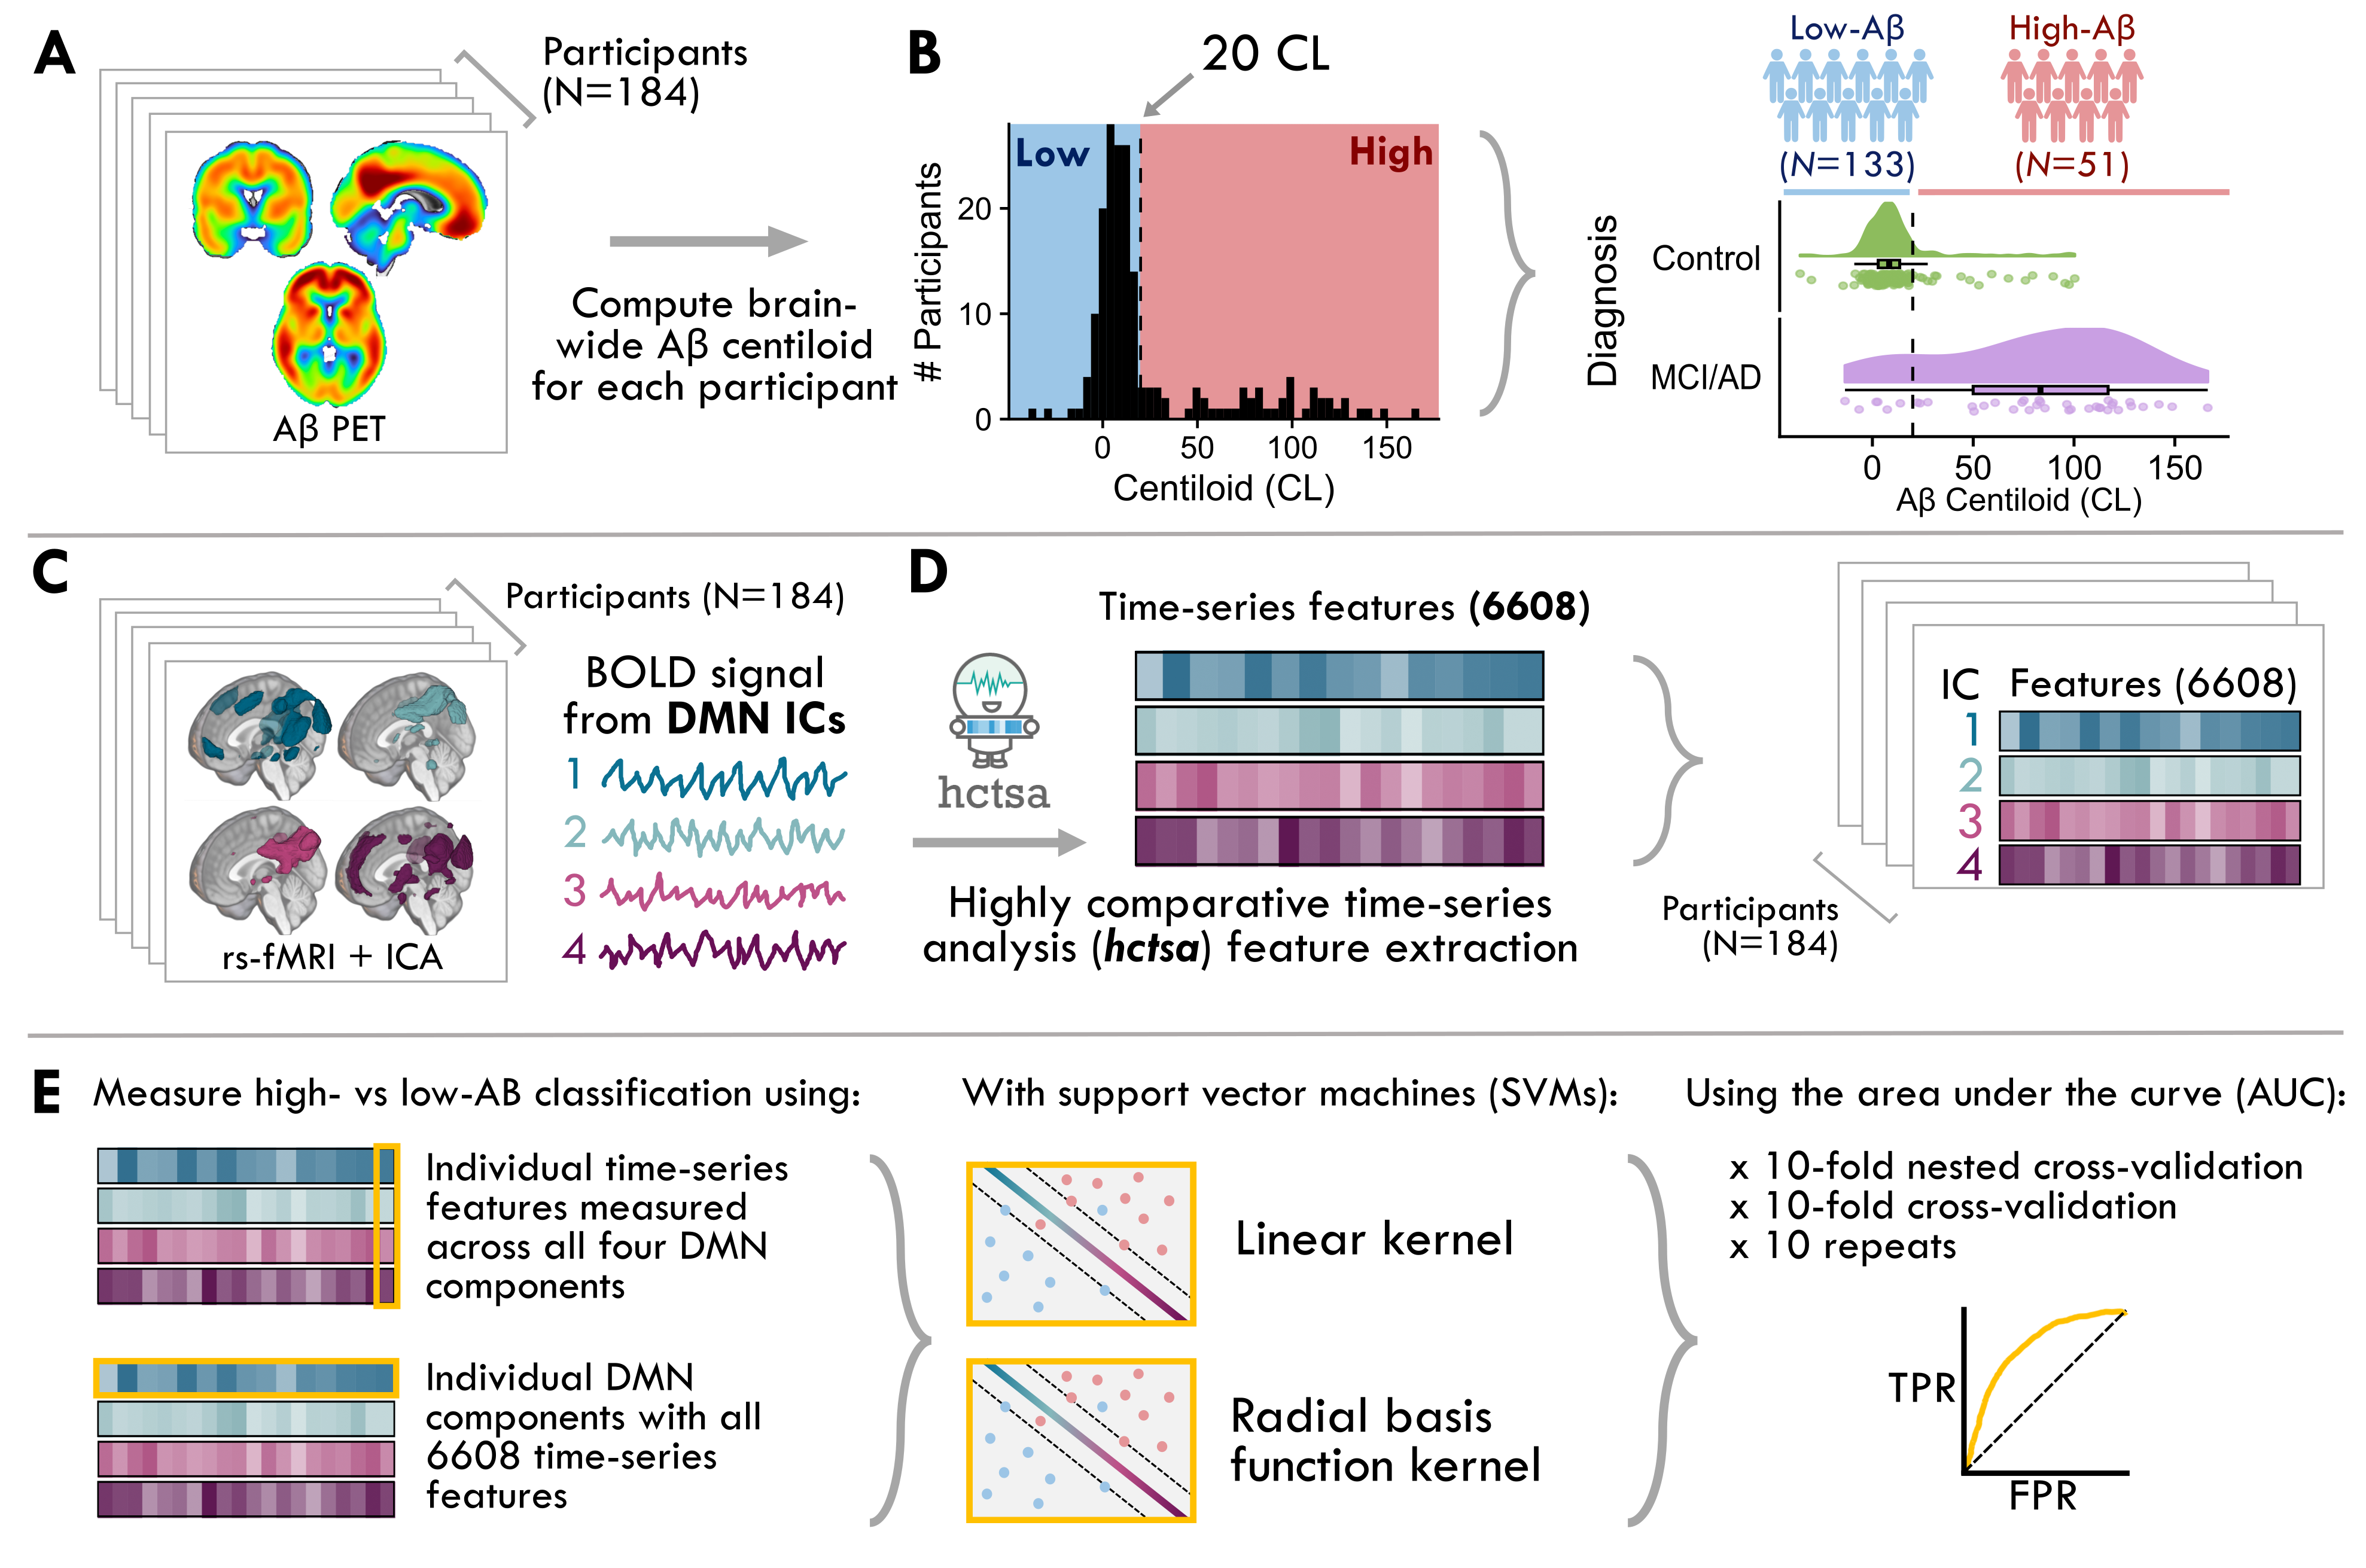 A
Participants
(N=184)
Aβ PET
Compute brain-
wide Aβ centiloid
for each participant
B
20 CL
Low
High
# Participants
20
10
0
0
50
100
150
Centiloid (CL)
Low-Aβ
High-Aβ
(N=133)
(N=51)
Diagnosis
Control
MCI/AD
0
50
100
150
Aβ Centiloid (CL)
C
Participants (N=184)
rs-fMRI + ICA
BOLD signal
from DMN ICs
1
2
3
4
D
Time-series features (6608)
hctsa
Highly comparative time-series
analysis (hctsa) feature extraction
IC Features (6608)
1
2
3
4
Participants
(N=184)
E
Measure high- vs low-AB classification using:
Individual time-series
features measured
across all four DMN
components
Individual DMN
components with all
6608 time-series
features
With support vector machines (SVMs):
Linear kernel
Radial basis
function kernel
Using the area under the curve (AUC):
x 10-fold nested cross-validation
x 10-fold cross-validation
x 10 repeats
TPR
FPR